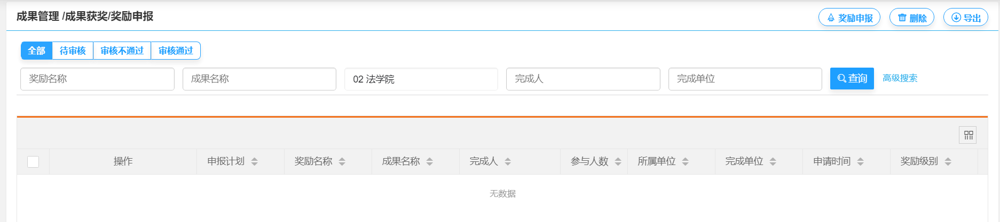 成果管理 /成果获奖/奖励申报
奖励申报 删除 导出
全部 待审核 审核不通过 审核通过
奖励名称 成果名称 02 法学院 完成人 完成单位 查询 高级搜索
操作 申报计划 奖励名称 成果名称 完成人 参与人数 所属单位 完成单位 申请时间 奖励级别
无数据